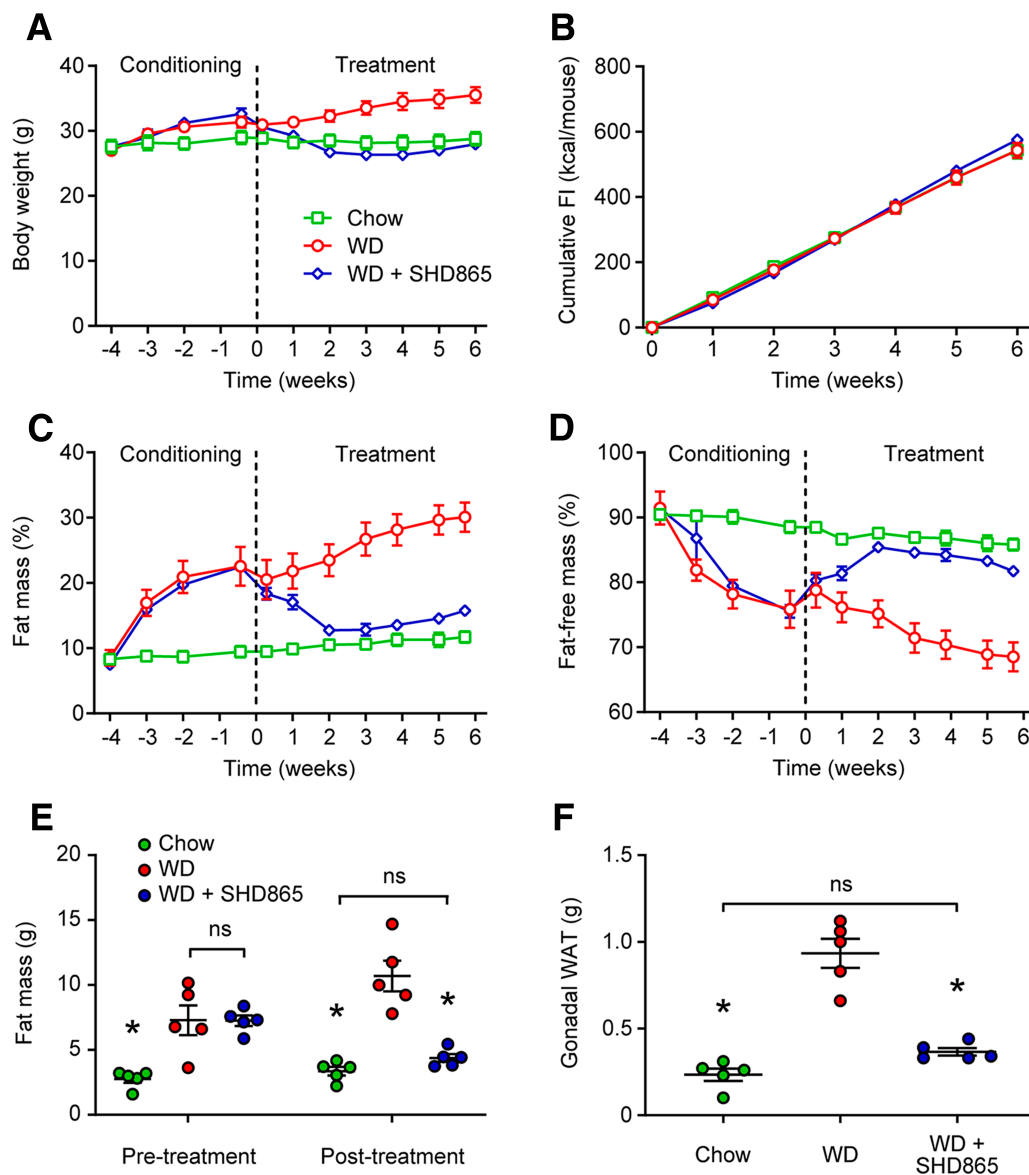 A
Conditioning Treatment
Body weight (g)
40
30
20
10
0
Chow
WD
WD + SHD865
-4 -3 -2 -1 0 1 2 3 4 5 6
Time (weeks)
B
Cumulative FI (kcal/mouse)
800
600
400
200
0
0 1 2 3 4 5 6
Time (weeks)
C
Conditioning Treatment
Fat mass (%)
40
30
20
10
0
-4 -3 -2 -1 0 1 2 3 4 5 6
Time (weeks)
D
Conditioning Treatment
Fat-free mass (%)
100
90
80
70
60
-4 -3 -2 -1 0 1 2 3 4 5 6
Time (weeks)
E
Chow
WD
WD + SHD865
Fat mass (g)
20
15
10
5
0
ns
ns
*
*
*
Pre-treatment Post-treatment
F
Gonadal WAT (g)
1.5
1.0
0.5
0
ns
*
*
Chow WD WD +
SHD865